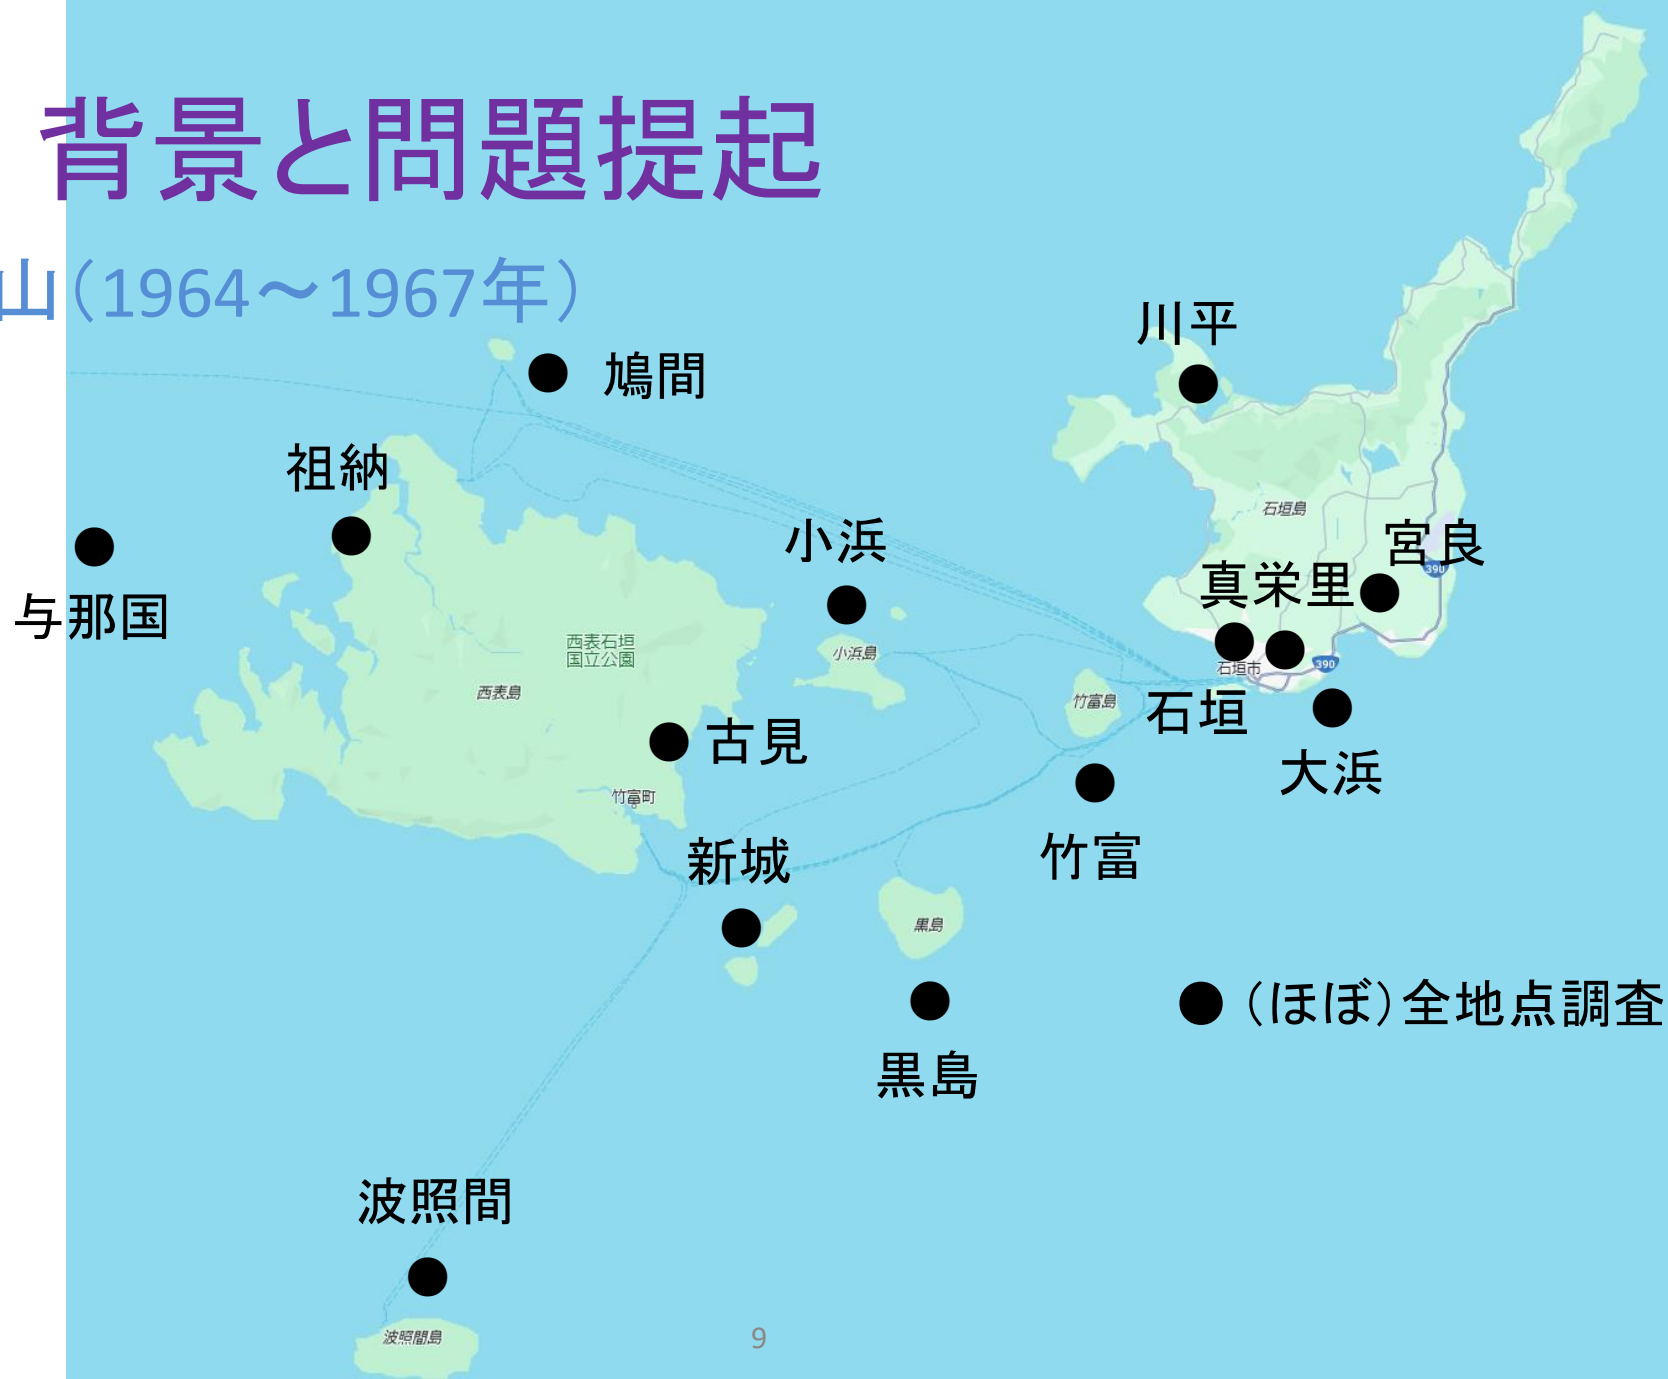 背景と問題提起
山（1964～1967年）
川平
鳩間
祖納
石垣島
小浜
宮良
390
真栄里
与那国
西表石垣
国立公園
小浜島
石垣市
390
西表島
竹富島
石垣
古見
大浜
竹富町
新城
竹富
黒島
●（ほぼ）全地点調査
黒島
波照間
波照間島
9